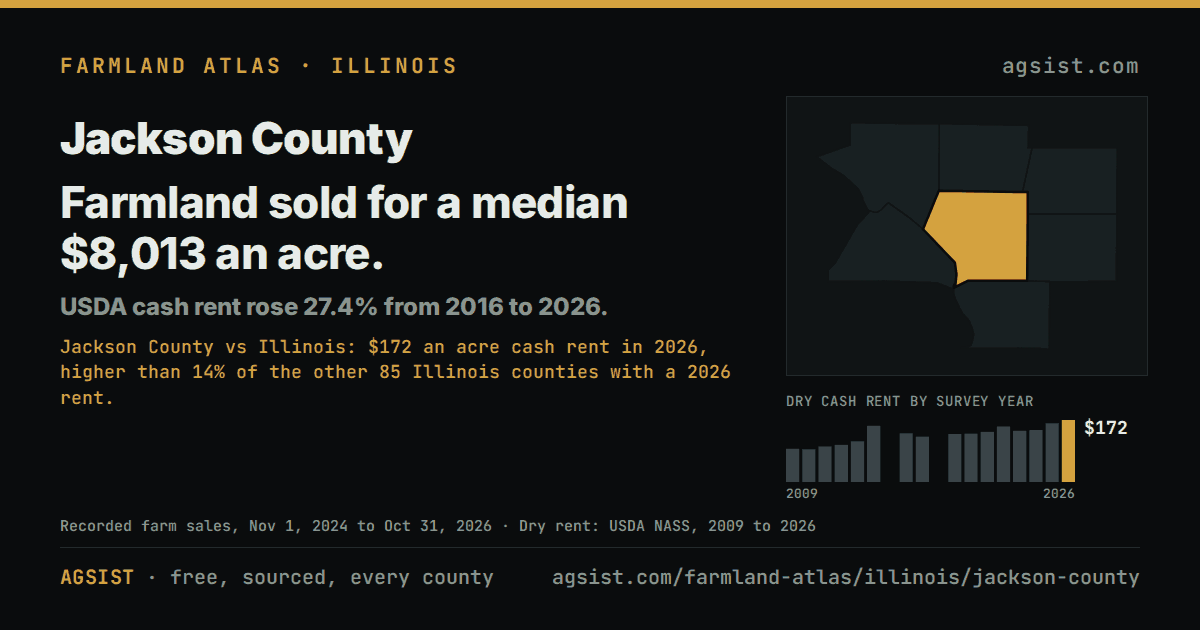 FARMLAND ATLAS · ILLINOIS
agsist.com
Jackson County
Farmland sold for a median
$8,013 an acre.
USDA cash rent rose 27.4% from 2016 to 2026.
Jackson County vs Illinois: $172 an acre cash rent in 2026,
higher than 14% of the other 85 Illinois counties with a 2026
rent.
DRY CASH RENT BY SURVEY YEAR
$172
2009
2026
Recorded farm sales, Nov 1, 2024 to Oct 31, 2026 · Dry rent: USDA NASS, 2009 to 2026
AGSIST · free, sourced, every county
agsist.com/farmland-atlas/illinois/jackson-county